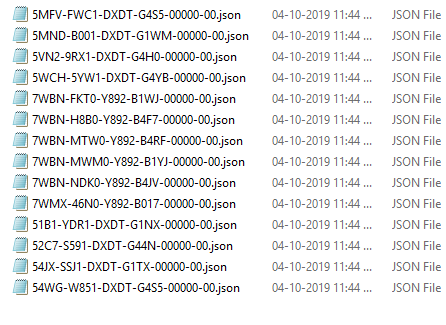 5MFV-FWC1-DXDT-G4S5-00000-00.json 04-10-2019 11:44 ... JSON File
5MND-B001-DXDT-G1WM-00000-00.json 04-10-2019 11:44 ... JSON File
5VN2-9RX1-DXDT-G4H0-00000-00.json 04-10-2019 11:44 ... JSON File
5WCH-5YW1-DXDT-G4YB-00000-00.json 04-10-2019 11:44 ... JSON File
7WBN-FKT0-Y892-B1WJ-00000-00.json 04-10-2019 11:44 ... JSON File
7WBN-H8B0-Y892-B4F7-00000-00.json 04-10-2019 11:44 ... JSON File
7WBN-MTW0-Y892-B4RF-00000-00.json 04-10-2019 11:44 ... JSON File
7WBN-MWM0-Y892-B1YJ-00000-00.json 04-10-2019 11:44 ... JSON File
7WBN-NDK0-Y892-B4JV-00000-00.json 04-10-2019 11:44 ... JSON File
7WMX-46N0-Y892-B017-00000-00.json 04-10-2019 11:44 ... JSON File
51B1-YDR1-DXDT-G1NX-00000-00.json 04-10-2019 11:44 ... JSON File
52C7-S591-DXDT-G44N-00000-00.json 04-10-2019 11:44 ... JSON File
54JX-SSJ1-DXDT-G1TX-00000-00.json 04-10-2019 11:44 ... JSON File
54WG-W851-DXDT-G4S5-00000-00.json 04-10-2019 11:44 ... JSON File